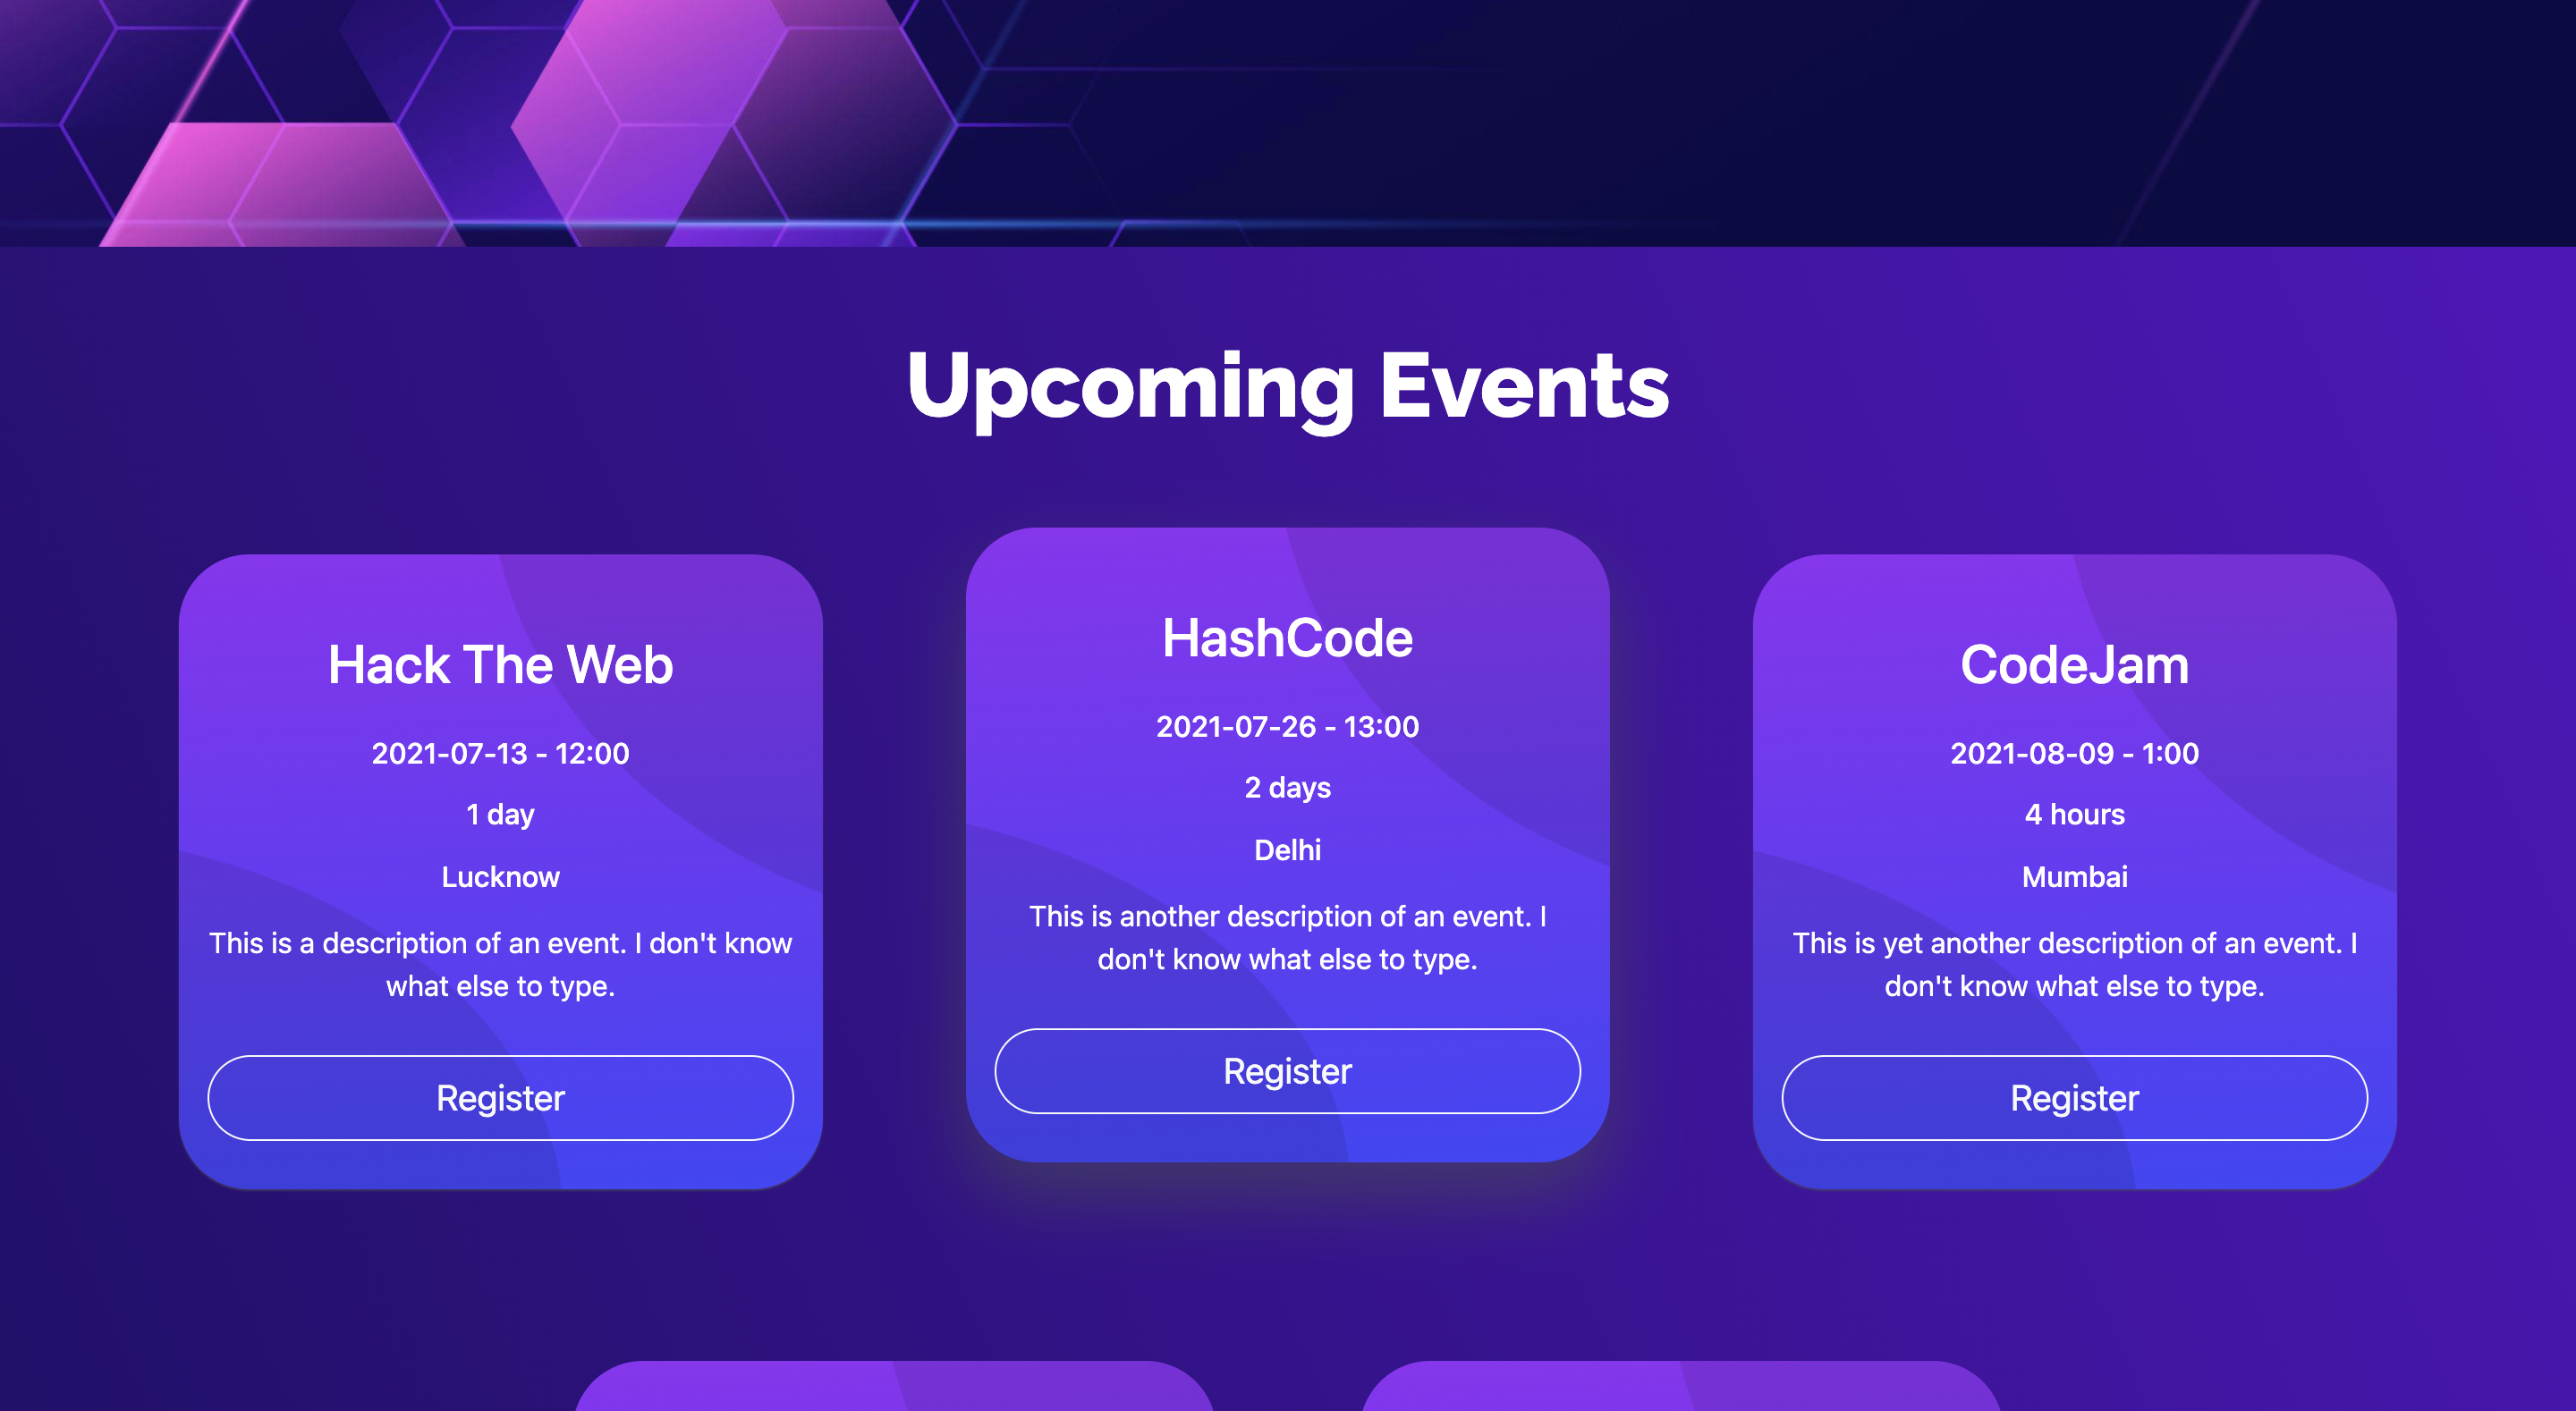 Upcoming Events
Hack The Web
2021-07-13 - 12:00
1 day
Lucknow
This is a description of an event. I don't know
what else to type.
Register
HashCode
2021-07-26 - 13:00
2 days
Delhi
This is another description of an event. I
don't know what else to type.
Register
CodeJam
2021-08-09 - 1:00
4 hours
Mumbai
This is yet another description of an event. I
don't know what else to type.
Register